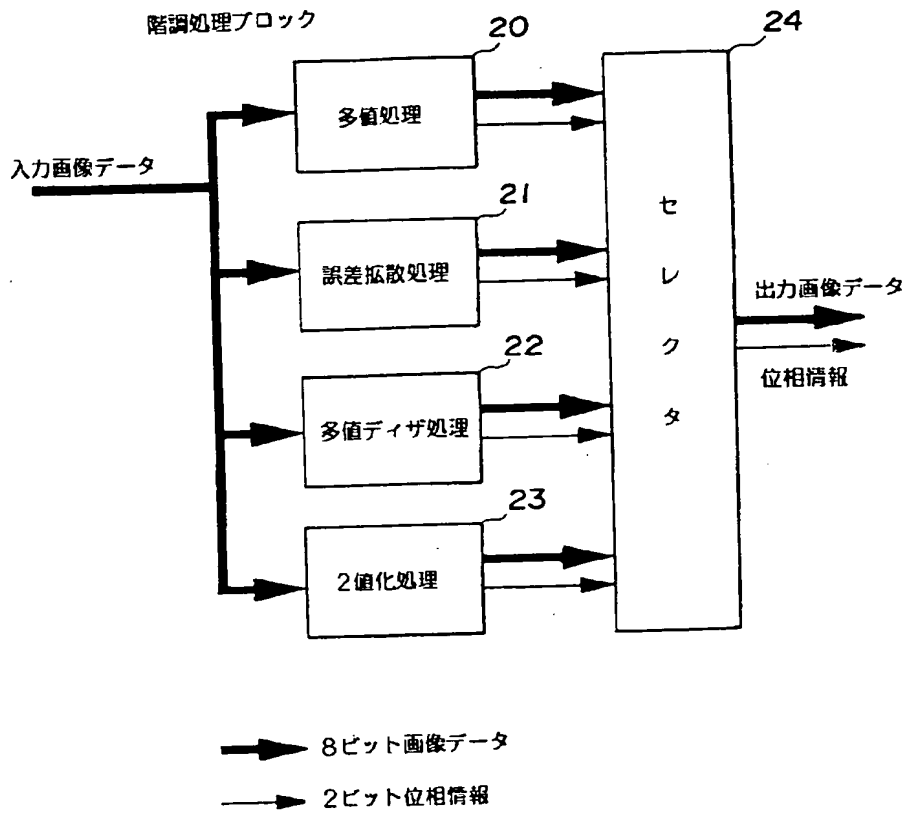 階調処理ブロック
20
24
多値処理
入力画像データ
21
誤差拡散処理
セレクタ
出力画像データ
位相情報
22
多値ディザ処理
23
2値化処理
8ビット画像データ
2ビット位相情報